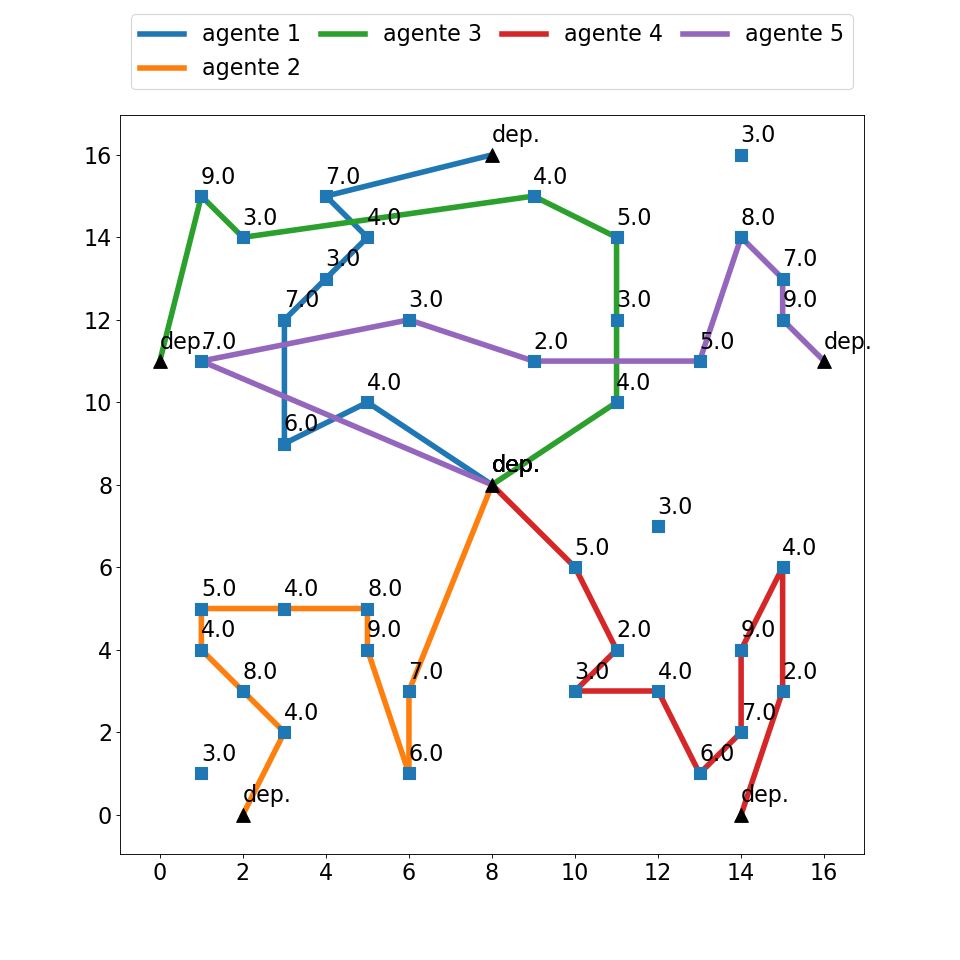 agente 1 agente 3 agente 4 agente 5
agente 2
dep. 3.0
16
9.0 7.0 4.0
3.0 4.0 5.0 8.0
14
3.0 7.0
7.0 3.0 3.0 9.0
12
dep. 7.0 2.0 5.0 dep.
4.0 4.0
10
6.0
dep. dep.
8
3.0
5.0 4.0
6
5.0 4.0 8.0
4.0 9.0 2.0 9.0
4
8.0 7.0 3.0 4.0 2.0
4.0 7.0
2
3.0 6.0 6.0
dep. dep.
0
0 2 4 6 8 10 12 14 16